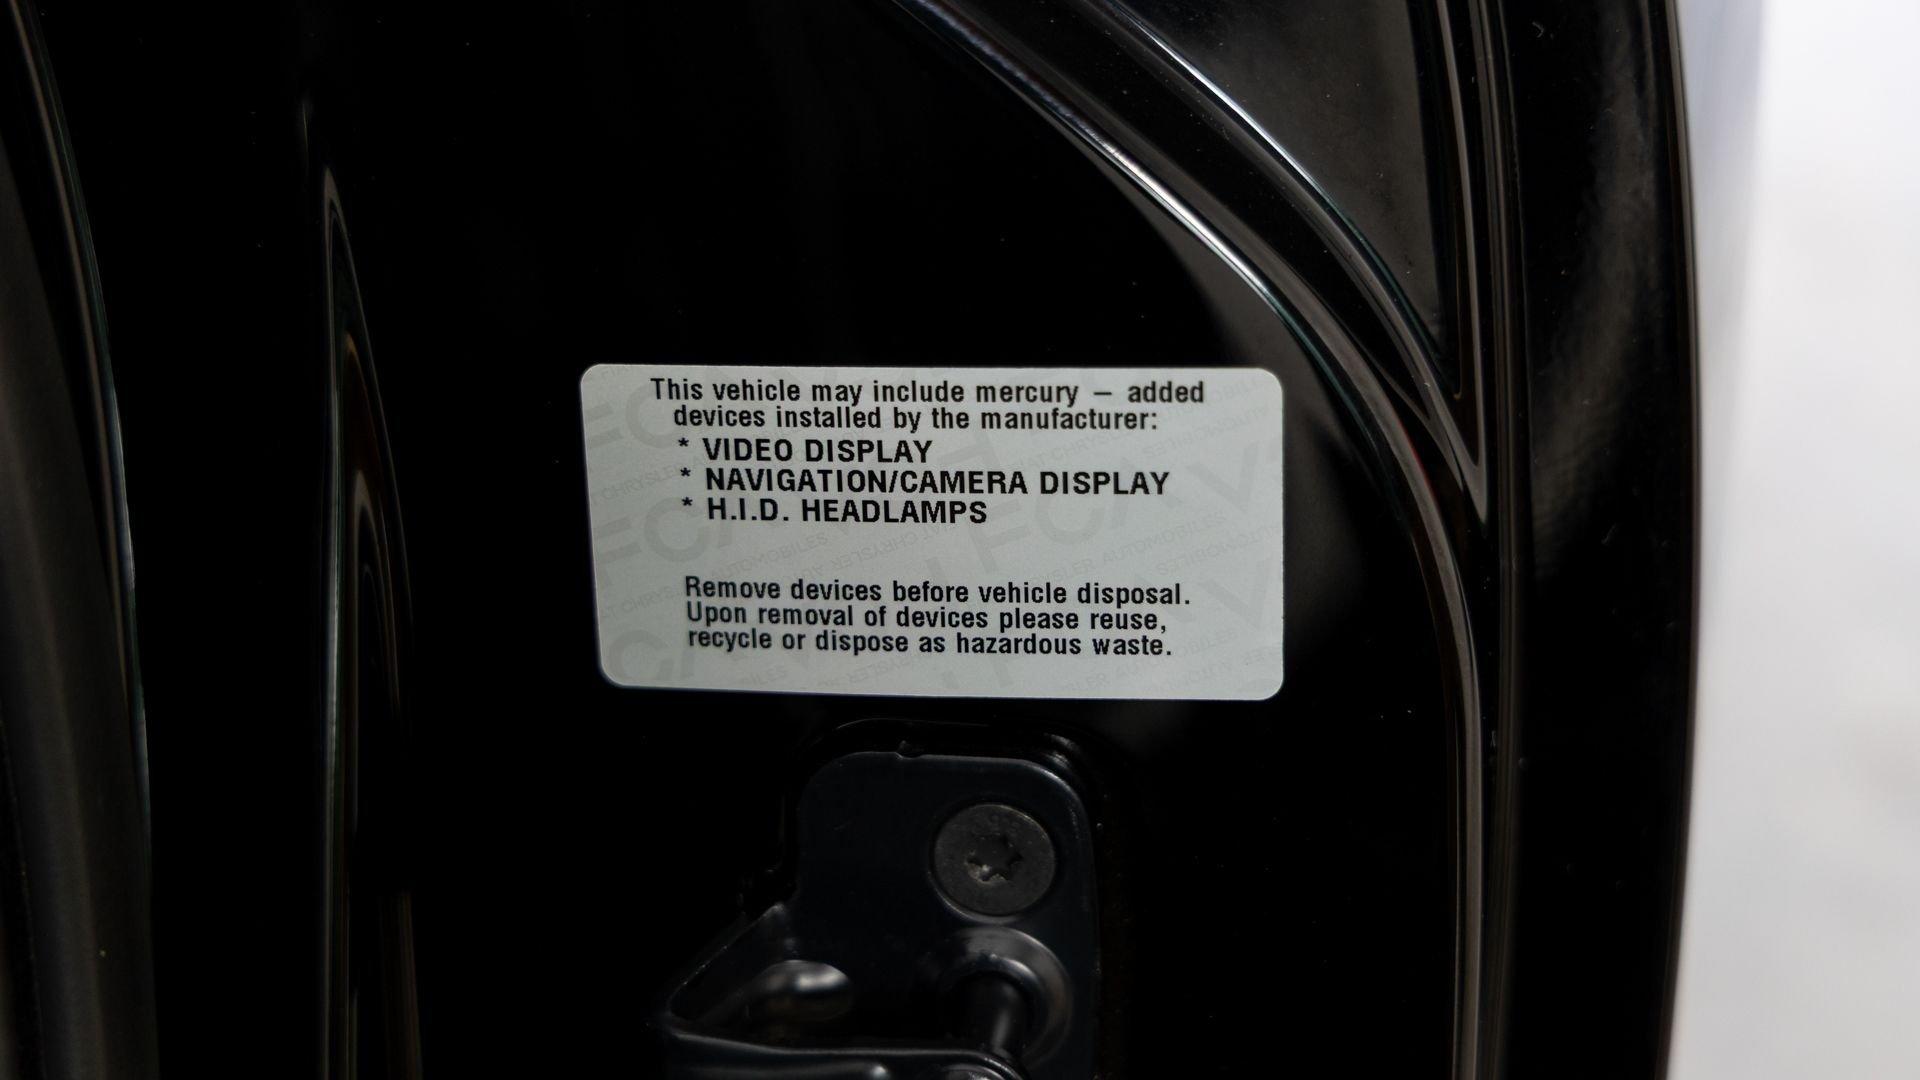 This vehicle may include mercury – added
devices installed by the manufacturer:
* VIDEO DISPLAY
* NAVIGATION/CAMERA DISPLAY
* H.I.D. HEADLAMPS
Remove devices before vehicle disposal.
Upon removal of devices please reuse,
recycle or dispose as hazardous waste.